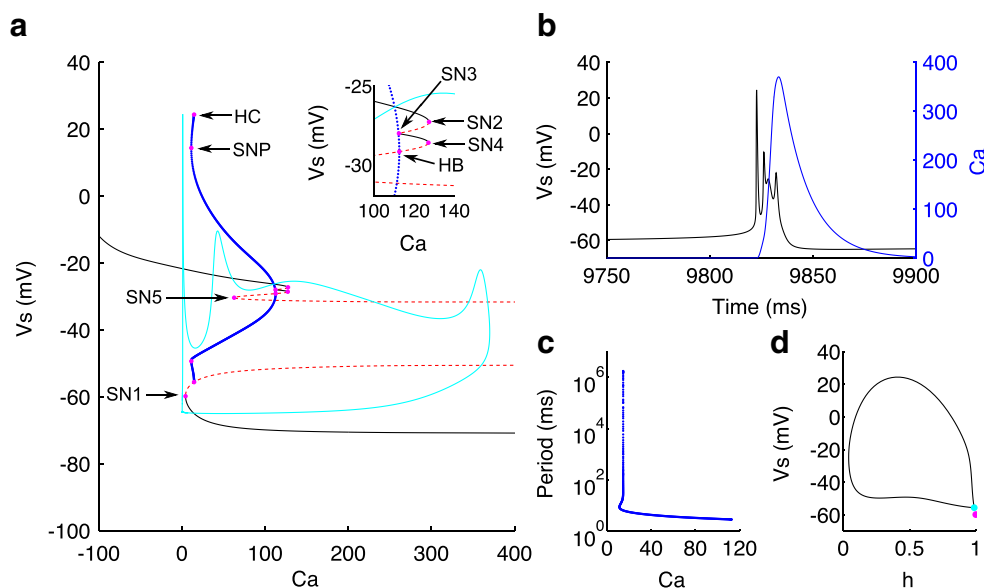 a
Vs (mV)
40
20
0
-20
-40
-60
-80
-100
-100
0
100
200
300
400
Ca
HC
SNP
SN5
SN1
Vs (mV)
-25
-30
100
120
140
Ca
SN3
SN2
SN4
HB
b
Vs (mV)
40
20
0
-20
-40
-60
9750
9800
9850
9900
Time (ms)
400
300
200
100
0
Ca
c
Period (ms)
10^6
10^4
10^2
10^0
0
40
80
120
Ca
d
Vs (mV)
40
20
0
-20
-40
-60
0
0.5
1
h